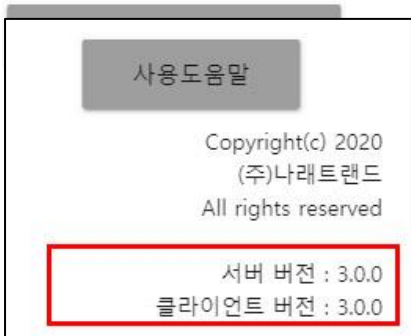 사용도움말
Copyright(c) 2020
(주)나래트랜드
All rights reserved
서버 버전 : 3.0.0
클라이언트 버전 : 3.0.0